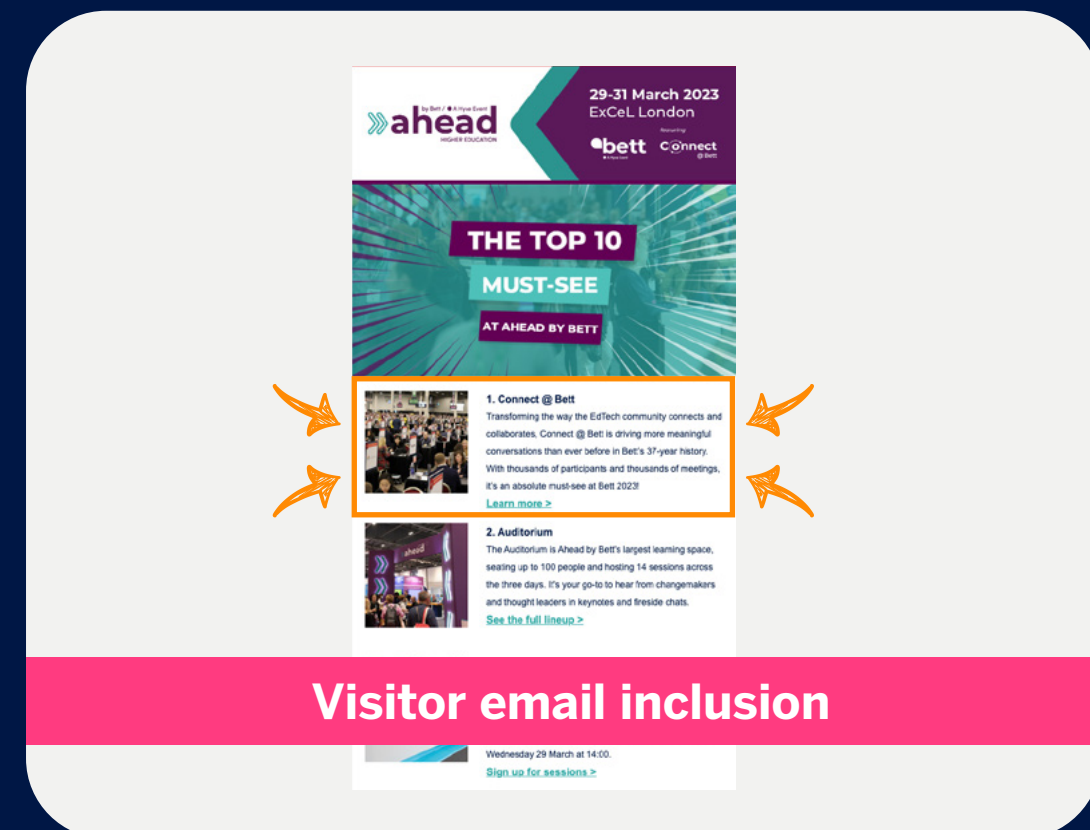 by Bett / A Hyve Event
ahead
HIGHER EDUCATION
29-31 March 2023
ExCeL London
Featuring
bett
A Hyve Event
Connect
@ Bett
THE TOP 10
MUST-SEE
AT AHEAD BY BETT
1. Connect @ Bett
Transforming the way the EdTech community connects and
collaborates, Connect @ Bett is driving more meaningful
conversations than ever before in Bett's 37-year history.
With thousands of participants and thousands of meetings,
it's an absolute must-see at Bett 2023!
Learn more >
ahead
2. Auditorium
The Auditorium is Ahead by Bett's largest learning space,
seating up to 100 people and hosting 14 sessions across
the three days. It's your go-to to hear from changemakers
and thought leaders in keynotes and fireside chats.
See the full lineup >
Visitor email inclusion
Wednesday 29 March at 14:00.
Sign up for sessions >